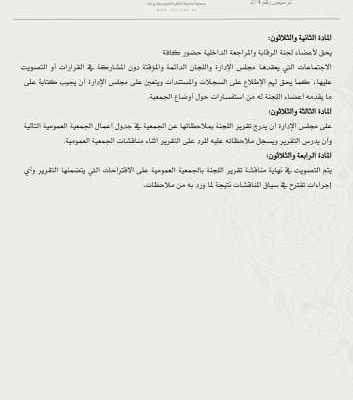 المادة الثانية والثلاثون:
يحق لأعضاء لجنة الرقابة والمراجعة الداخلية حضور كافة
الاجتماعات التي يعقدها مجلس الإدارة واللجان الدائمة والمؤقتة دون المشاركة في القرارات أو التصويت
عليها، كما يحق لهم الإطلاع على السجلات والمستندات ويتعين على مجلس الإدارة أن يجيب كتابة على
ما يقدمه أعضاء اللجنة له من استفسارات حول أوضاع الجمعية.
المادة الثالثة والثلاثون:
على مجلس الإدارة أن يدرج تقرير اللجنة بملاحظاتها عن الجمعية في جدول أعمال الجمعية العمومية التالية
وأن يدرس التقرير ويسجل ملاحظاته عليه للرد على التقرير أثناء مناقشات الجمعية العمومية.
المادة الرابعة والثلاثون:
يتم التصويت في نهاية مناقشة تقرير اللجنة بالجمعية العمومية على الاقتراحات التي يتضمنها التقرير وأي
إجراءات تقترح في سياق المناقشات نتيجة لما ورد به من ملاحظات.